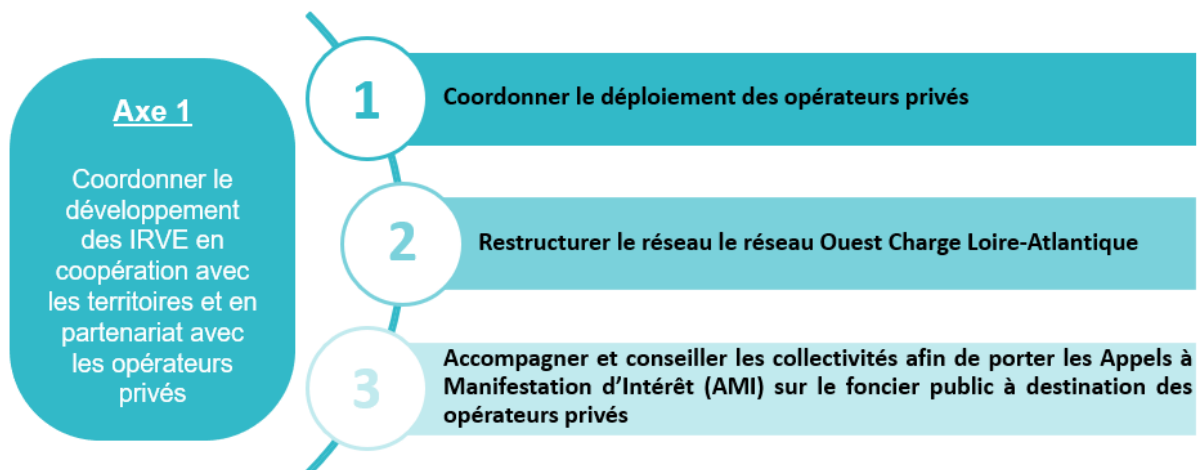 Axe 1
Coordonner le
développement
des IRVE en
coopération avec
les territoires et en
partenariat avec
les opérateurs
privés
1
Coordonner le déploiement des opérateurs privés
2
Restructurer le réseau le réseau Ouest Charge Loire-Atlantique
3
Accompagner et conseiller les collectivités afin de porter les Appels à
Manifestation d’Intérêt (AMI) sur le foncier public à destination des
opérateurs privés